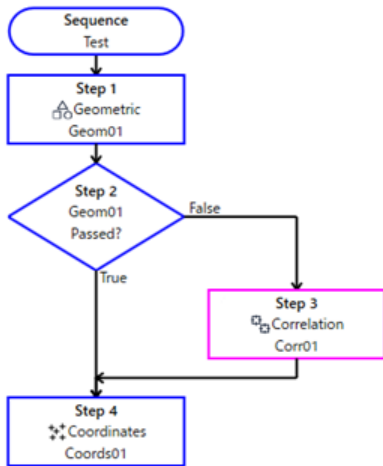 Sequence
Test
Step 1
Geometric
Geom01
Step 2
Geom01
Passed?
False
True
Step 3
Correlation
Corr01
Step 4
Coordinates
Coords01